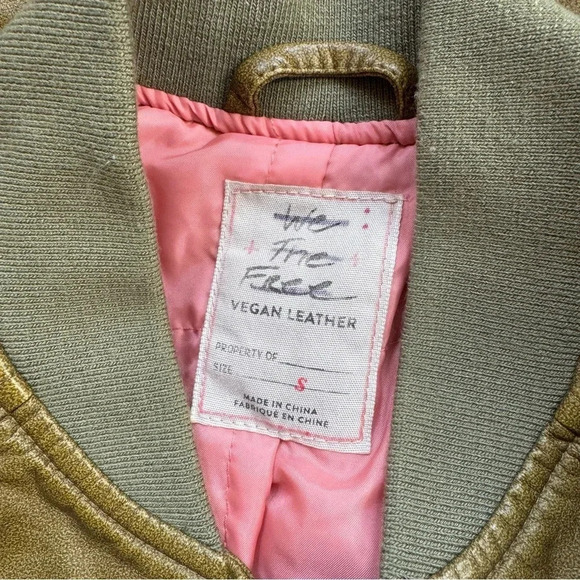 We
The
Free
VEGAN LEATHER
PROPERTY OF
SIZE S
MADE IN CHINA
FABRIQUÉ EN CHINE